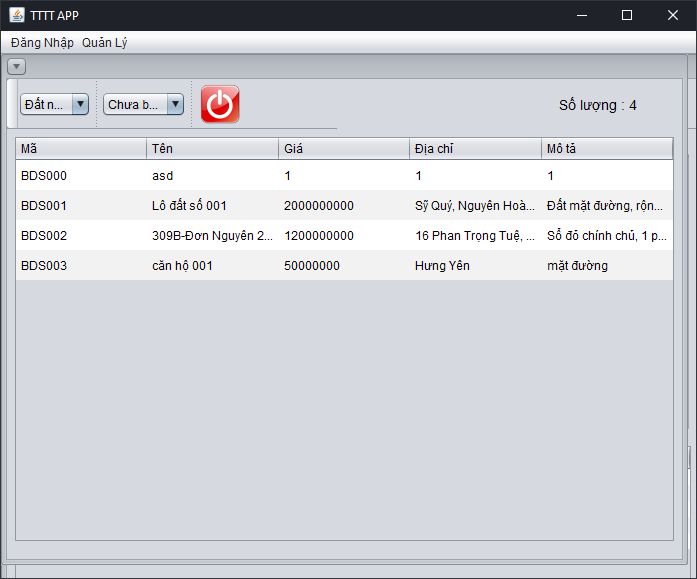 TTTT APP
Đăng Nhập Quản Lý
Đất n... Chưa b... Số lượng : 4
Mã Tên Giá Địa chỉ Mô tả
BDS000 asd 1 1 1
BDS001 Lô đất số 001 2000000000 Sỹ Quý, Nguyên Hoà... Đất mặt đường, rộn...
BDS002 309B-Đơn Nguyên 2... 1200000000 16 Phan Trọng Tuệ, ... Sổ đỏ chính chủ, 1 p...
BDS003 căn hộ 001 50000000 Hưng Yên mặt đường